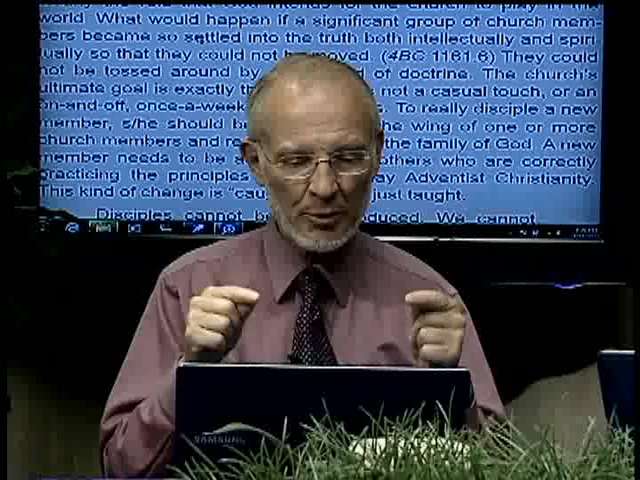 world. What would happen if a significant group of church mem-
bers became so settled into the truth both intellectually and spiri
tually so that they could not be moved. (4BC 1161.6) They could
not be tossed around by of doctrine. The church's
ultimate goal is exactly not a casual touch, or an
on-and-off, once-a-week To really disciple a new
member, s/he should be wing of one or more
church members and the family of God. A new
member needs to be others who are correctly
practicing the principles Adventist Christianity.
This kind of change is just taught.
Disciples cannot We cannot
SAMSUNG